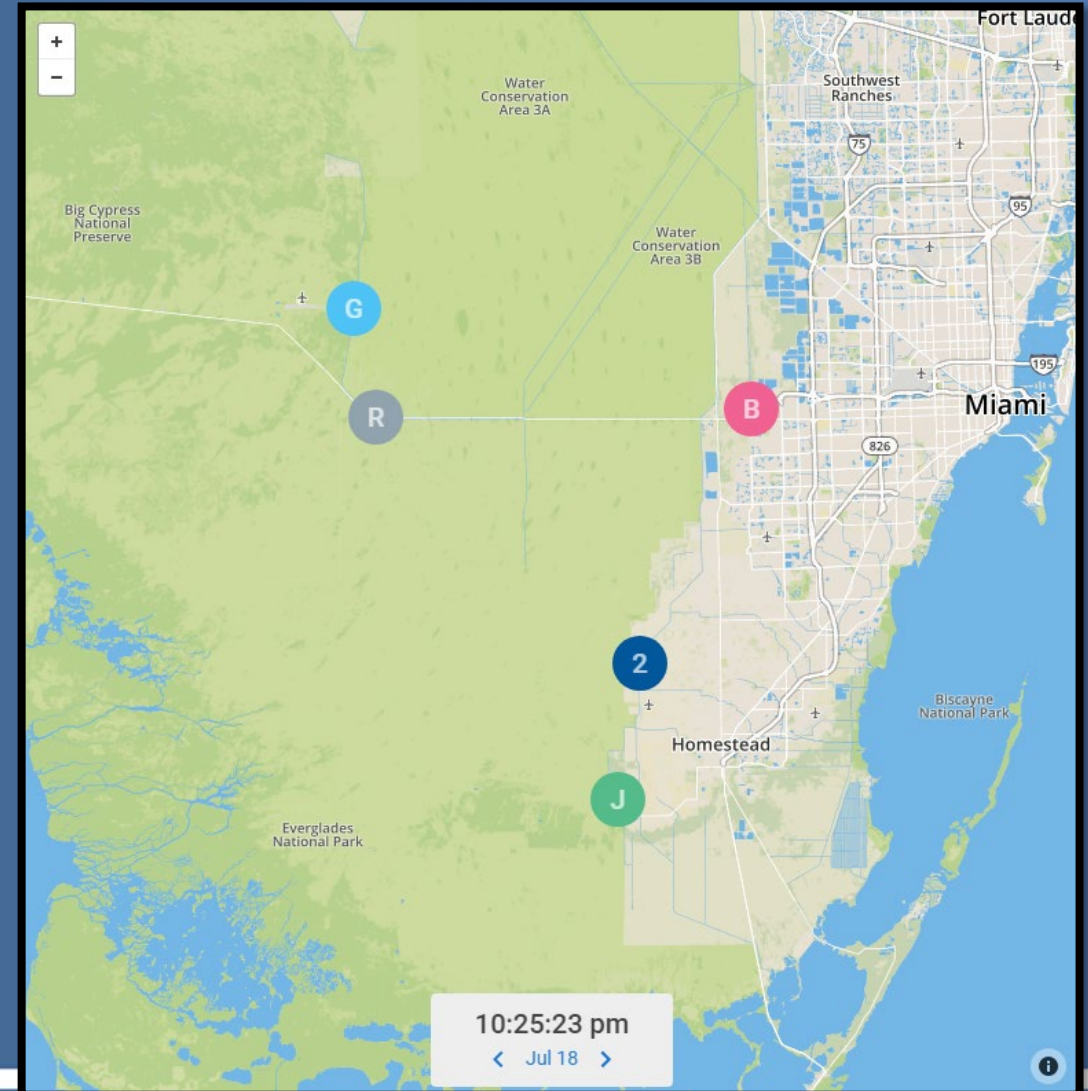 +
−
Fort Laud
Water
Conservation
Area 3A
Southwest
Ranches
75
95
Big Cypress
National
Preserve
Water
Conservation
Area 3B
G
195
R
B
Miami
826
2
Biscayne
National Park
Homestead
J
Everglades
National Park
10:25:23 pm
< Jul 18 >
i